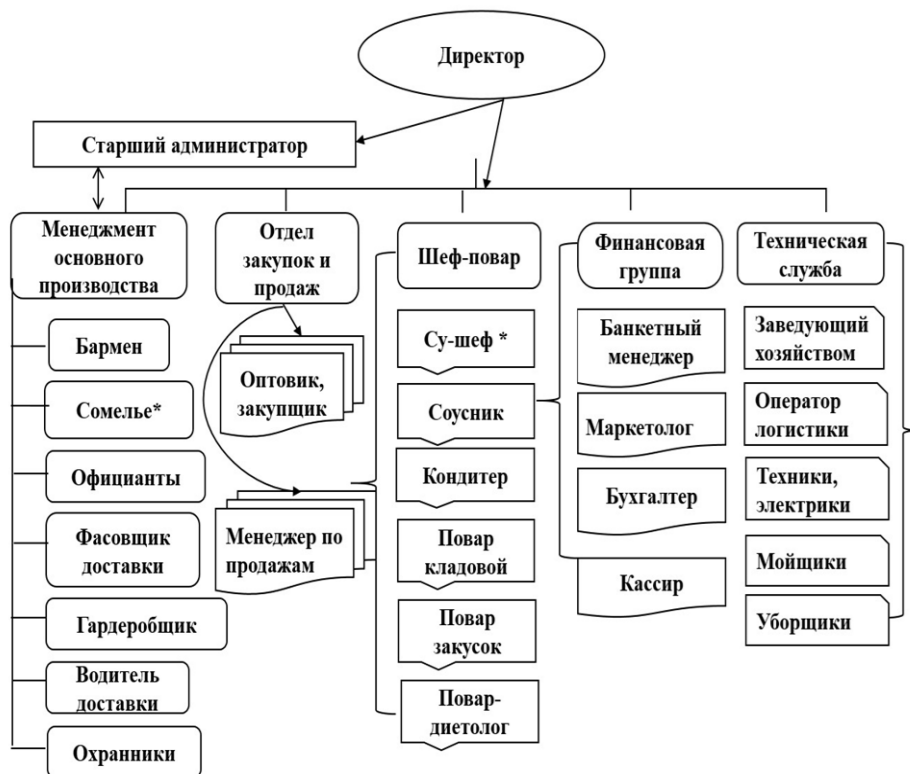 Директор
Старший администратор
Менеджмент
основного
производства
Бармен
Сомелье*
Официанты
Фасовщик
доставки
Гардеробщик
Водитель
доставки
Охранники
Отдел
закупок и
продаж
Оптовик,
закупщик
Менеджер по
продажам
Шеф-повар
Су-шеф *
Соусник
Кондитер
Повар
кладовой
Повар
закусок
Повар-
диетолог
Финансовая
группа
Банкетный
менеджер
Маркетолог
Бухгалтер
Кассир
Техническая
служба
Заведующий
хозяйством
Оператор
логистики
Техники,
электрики
Мойщики
Уборщики